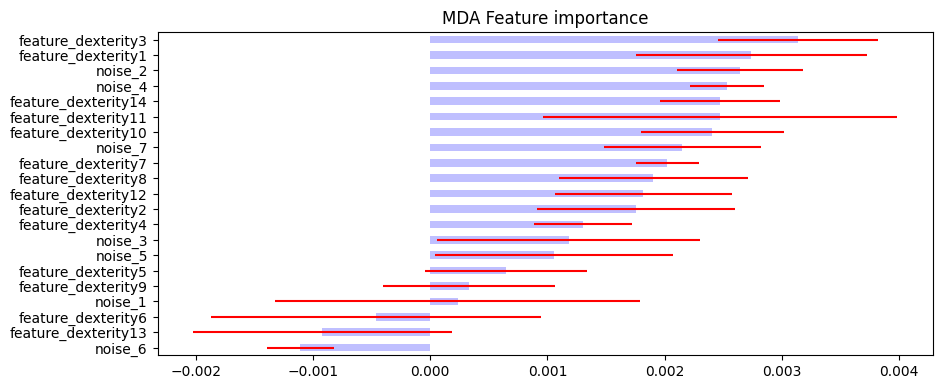 MDA Feature importance
feature_dexterity3
feature_dexterity1
noise_2
noise_4
feature_dexterity14
feature_dexterity11
feature_dexterity10
noise_7
feature_dexterity7
feature_dexterity8
feature_dexterity12
feature_dexterity2
feature_dexterity4
noise_3
noise_5
feature_dexterity5
feature_dexterity9
noise_1
feature_dexterity6
feature_dexterity13
noise_6
−0.002 −0.001 0.000 0.001 0.002 0.003 0.004